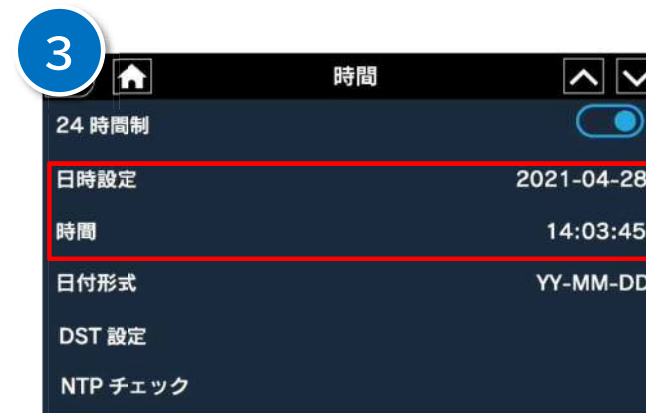 3
時間
24 時間制
日時設定 2021-04-28
時間 14:03:45
日付形式 YY-MM-DD
DST 設定
NTP チェック